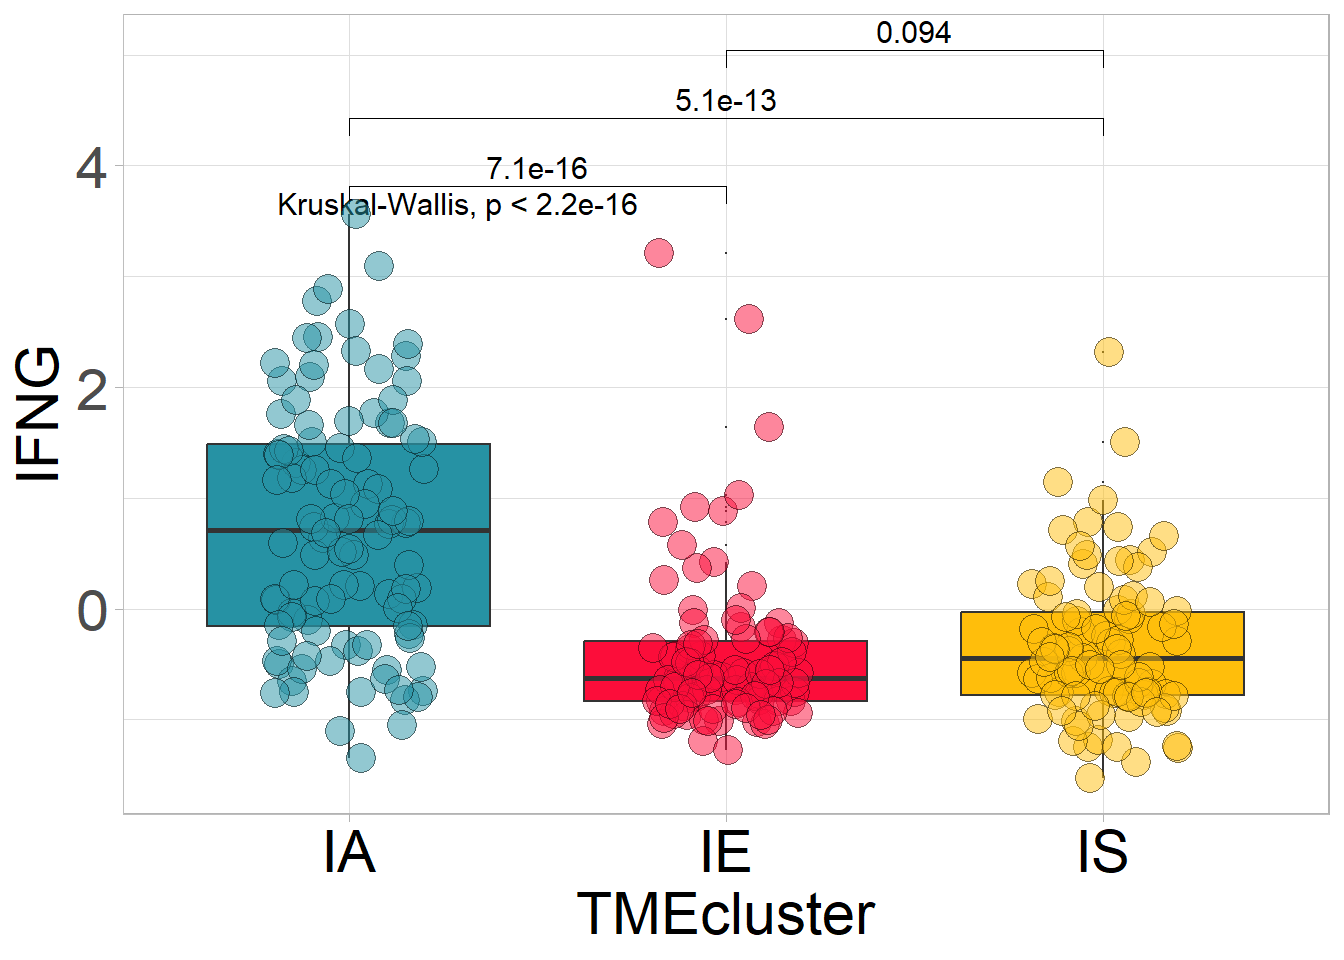 0.094
5.1e-13
7.1e-16
Kruskal-Wallis, p < 2.2e-16
4
2
0
IFNG
IA
IE
IS
TMEcluster